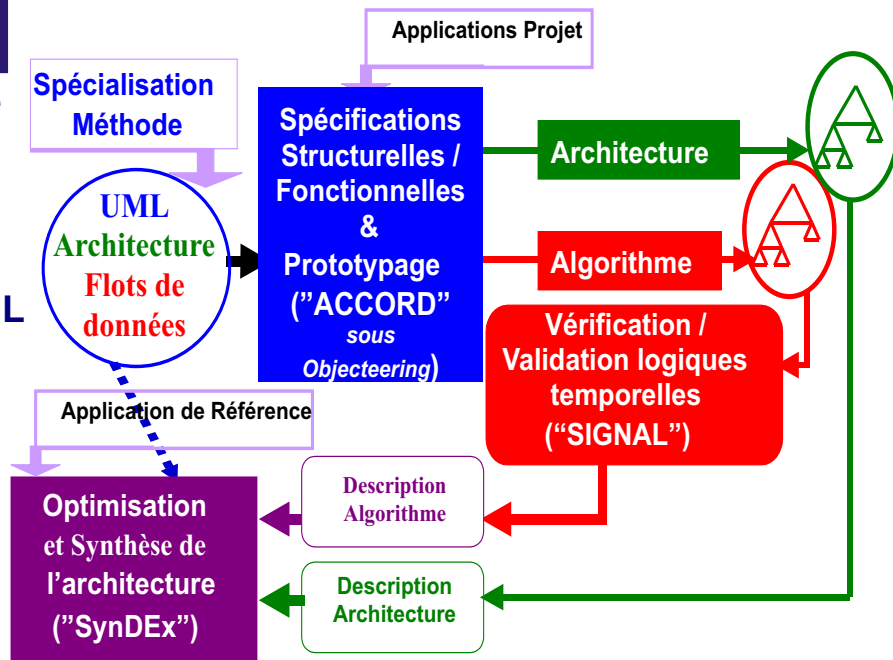 Applications Projet
Spécialisation
Méthode
UML
Architecture
Flots de
données
L
Spécifications
Structurelles /
Fonctionnelles
&
Prototypage
("ACCORD"
sous
Objecteering)
Architecture
Algorithme
Vérification /
Validation logiques
temporelles
("SIGNAL")
Application de Référence
Optimisation
et Synthèse de
l'architecture
("SynDEx")
Description
Algorithme
Description
Architecture